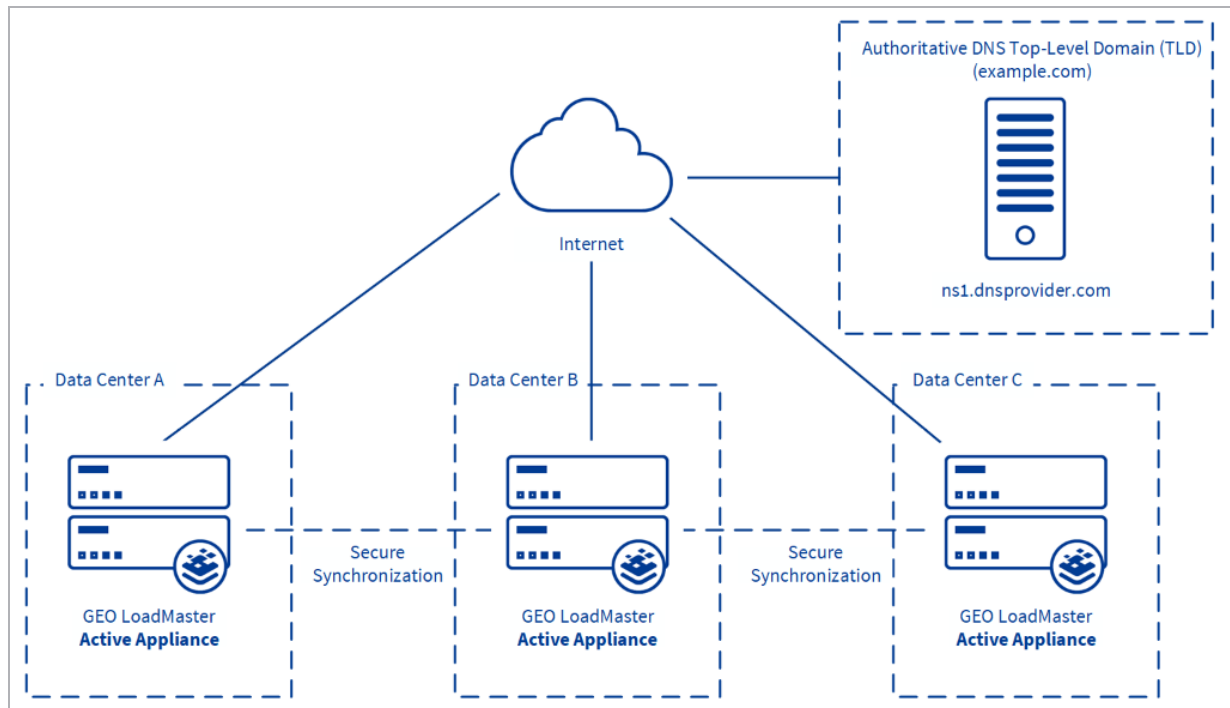 Authoritative DNS Top-Level Domain (TLD)
(example.com)
ns1.dnsprovider.com
Internet
Data Center A
Data Center B
Data Center C
Secure
Synchronization
Secure
Synchronization
GEO LoadMaster
Active Appliance
GEO LoadMaster
Active Appliance
GEO LoadMaster
Active Appliance